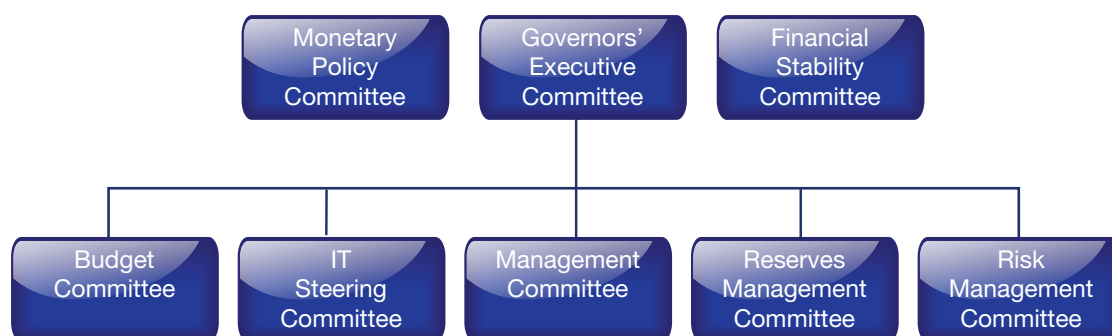 Monetary
Policy
Committee
Governors’
Executive
Committee
Financial
Stability
Committee
Budget
Committee
IT
Steering
Committee
Management
Committee
Reserves
Management
Committee
Risk
Management
Committee